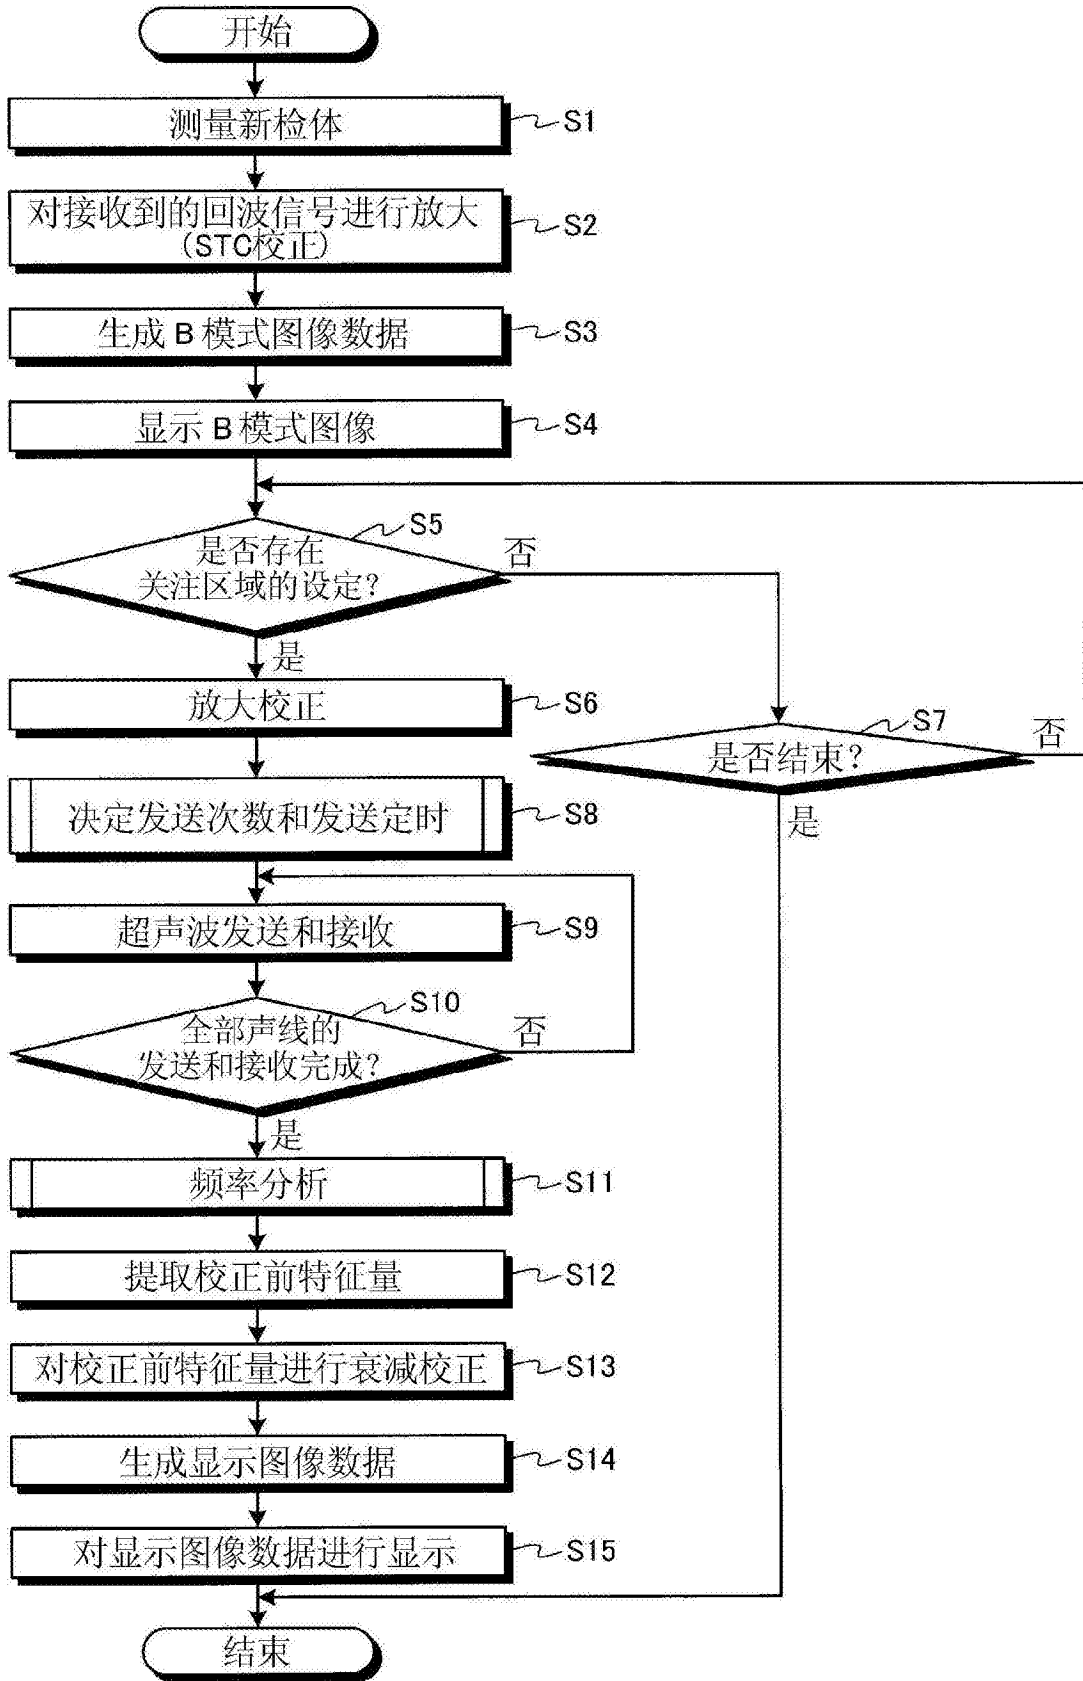 开始
测量新检体
S1
对接收到的回波信号进行放大
(STC校正)
S2
生成 B 模式图像数据
S3
显示 B 模式图像
S4
S5
是否存在
关注区域的设定？
否
是
放大校正
S6
S7
是否结束？
否
是
决定发送次数和发送定时
S8
超声波发送和接收
S9
S10
全部声线的
发送和接收完成？
否
是
频率分析
S11
提取校正前特征量
S12
对校正前特征量进行衰减校正
S13
生成显示图像数据
S14
对显示图像数据进行显示
S15
结束